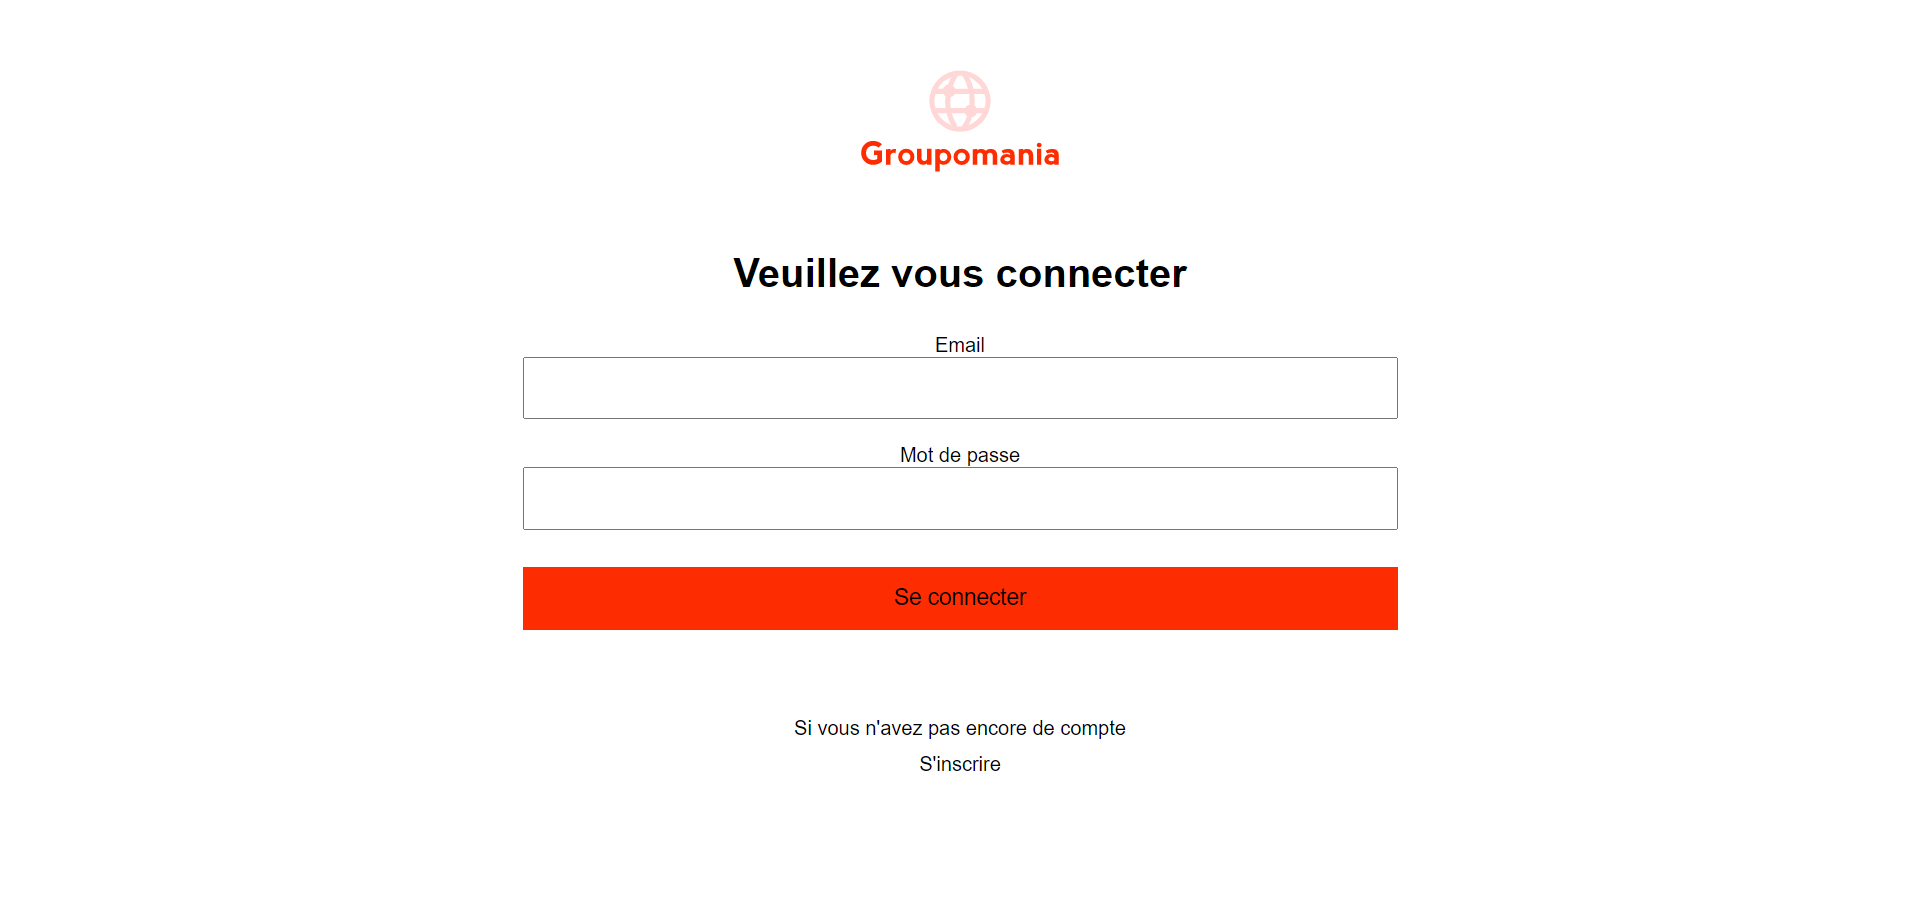 Groupomania
Veuillez vous connecter
Email
Mot de passe
Se connecter
Si vous n'avez pas encore de compte
S'inscrire